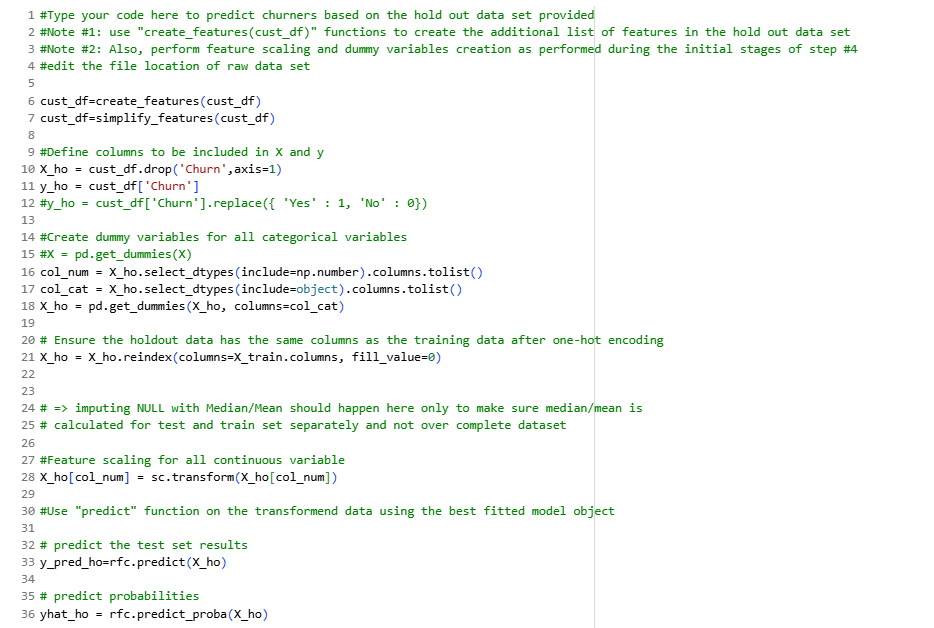 1 #Type your code here to predict churners based on the hold out data set provided
2 #Note #1: use "create_features(cust_df)" functions to create the additional list of features in the hold out data set
3 #Note #2: Also, perform feature scaling and dummy variables creation as performed during the initial stages of step #4
4 #edit the file location of raw data set
5
6 cust_df=create_features(cust_df)
7 cust_df=simplify_features(cust_df)
8
9 #Define columns to be included in X and y
10 X_ho = cust_df.drop('Churn',axis=1)
11 y_ho = cust_df['Churn']
12 #y_ho = cust_df['Churn'].replace({ 'Yes' : 1, 'No' : 0})
13
14 #Create dummy variables for all categorical variables
15 #X = pd.get_dummies(X)
16 col_num = X_ho.select_dtypes(include=np.number).columns.tolist()
17 col_cat = X_ho.select_dtypes(include=object).columns.tolist()
18 X_ho = pd.get_dummies(X_ho, columns=col_cat)
19
20 # Ensure the holdout data has the same columns as the training data after one-hot encoding
21 X_ho = X_ho.reindex(columns=X_train.columns, fill_value=0)
22
23
24 # => imputing NULL with Median/Mean should happen here only to make sure median/mean is
25 # calculated for test and train set separately and not over complete dataset
26
27 #Feature scaling for all continuous variable
28 X_ho[col_num] = sc.transform(X_ho[col_num])
29
30 #Use "predict" function on the transformend data using the best fitted model object
31
32 # predict the test set results
33 y_pred_ho=rfc.predict(X_ho)
34
35 # predict probabilities
36 yhat_ho = rfc.predict_proba(X_ho)